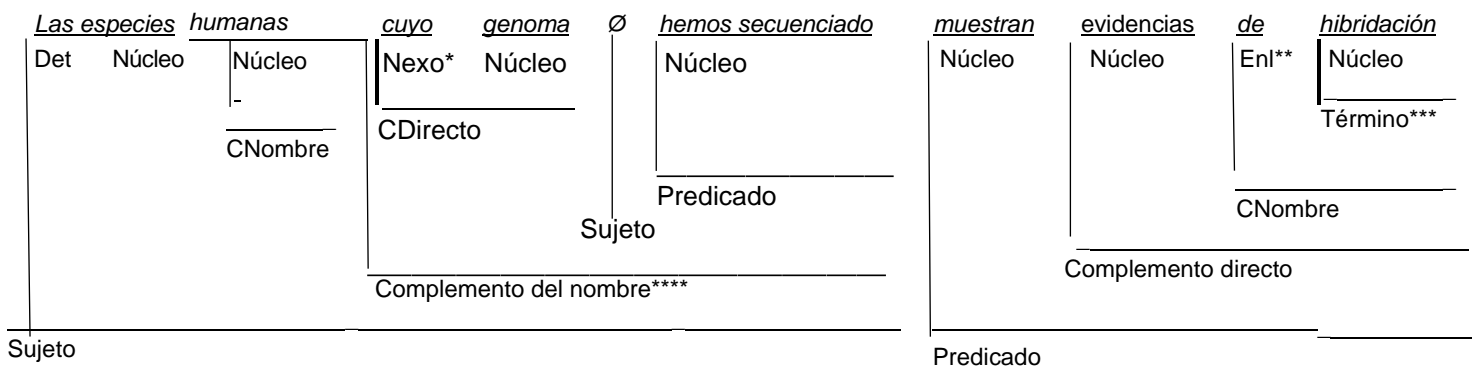 Las especies humanas cuyo genoma Ø hemos secuenciado muestran evidencias de hibridación
Det Núcleo Núcleo Nexo* Núcleo Núcleo Núcleo Núcleo Enl** Núcleo
-
CDirecto Término***
CNombre
Predicado CNombre
Sujeto
Complemento directo
Complemento del nombre****
Sujeto Predicado